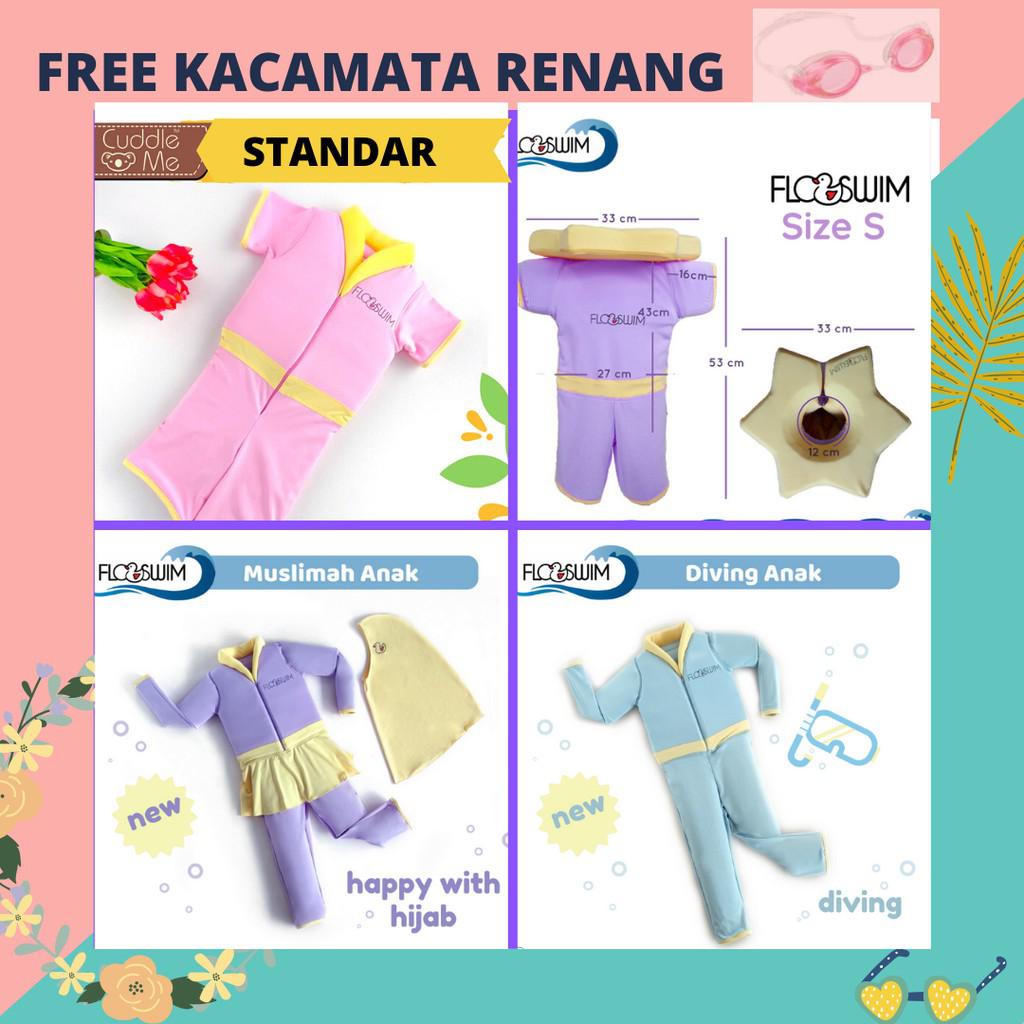 FREE KACAMATA RENANG
Cuddle
Me
STANDAR
FLOSWIM
FLOSWIM
FLOSWIM
Size S
33 cm
16cm
43cm
FLOSWIM
27 cm
53 cm
33 cm
FLOSWIM
12 cm
FLOSWIM
Muslimah Anak
FLOSWIM
new
happy with
hijab
FLOSWIM
Diving Anak
FLOSWIM
new
diving